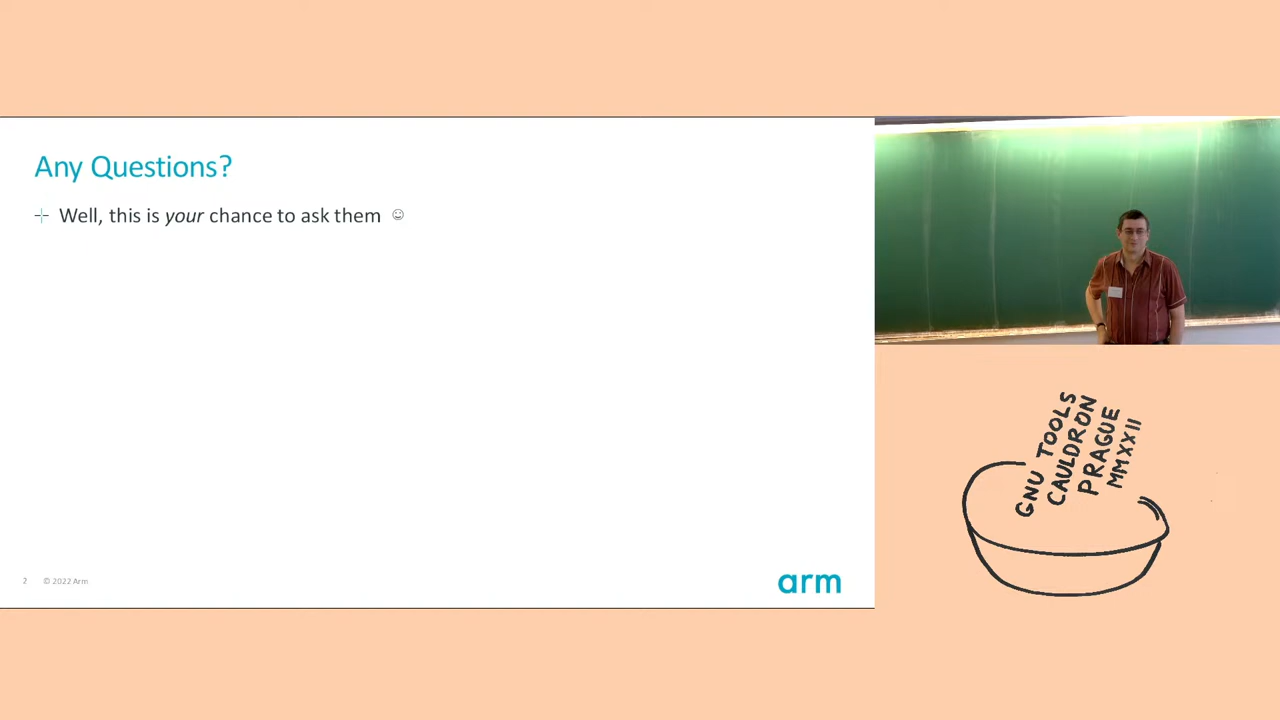 Any Questions?
Well, this is your chance to ask them ☺
2 © 2022 Arm
arm
GNU TOOLS
CAULDRON
PRAGUE
MMXXII